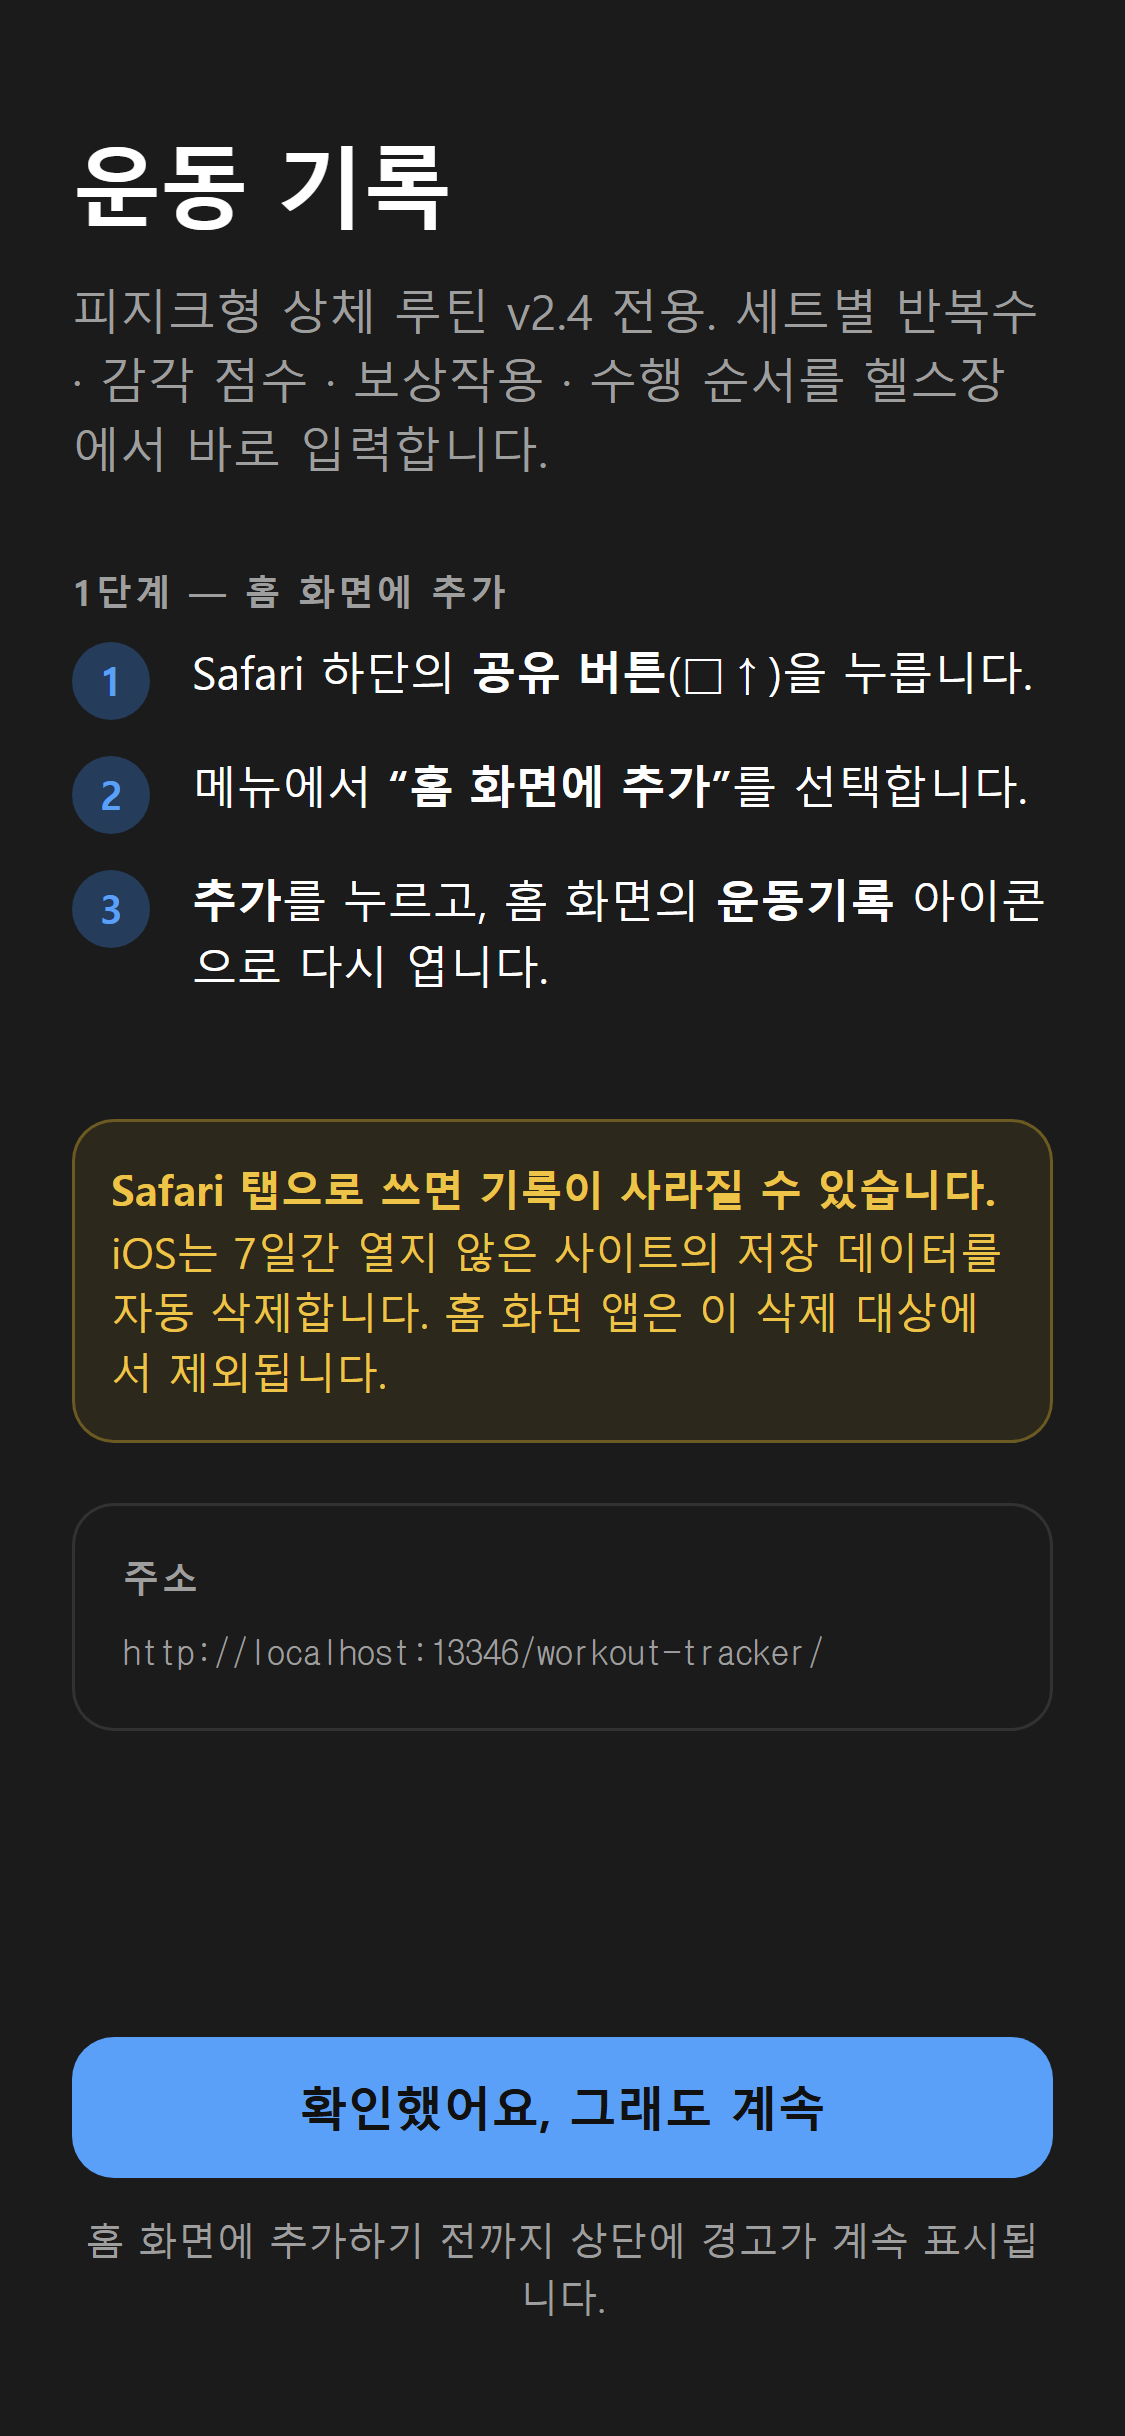 운동 기록
피지크형 상체 루틴 v2.4 전용. 세트별 반복수
· 감각 점수 · 보상작용 · 수행 순서를 헬스장
에서 바로 입력합니다.
1단계 — 홈 화면에 추가
1 Safari 하단의 공유 버튼(□↑)을 누릅니다.
2 메뉴에서 “홈 화면에 추가”를 선택합니다.
3 추가를 누르고, 홈 화면의 운동기록 아이콘
으로 다시 엽니다.
Safari 탭으로 쓰면 기록이 사라질 수 있습니다.
iOS는 7일간 열지 않은 사이트의 저장 데이터를
자동 삭제합니다. 홈 화면 앱은 이 삭제 대상에
서 제외됩니다.
주소
http://localhost:13346/workout-tracker/
확인했어요, 그래도 계속
홈 화면에 추가하기 전까지 상단에 경고가 계속 표시됩
니다.